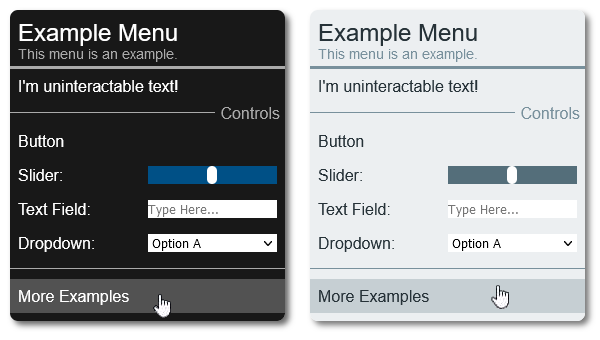 Example Menu
This menu is an example.
I'm uninteractable text!
Controls
Button
Slider:
Text Field: Type Here...
Dropdown: Option A
More Examples
Example Menu
This menu is an example.
I'm uninteractable text!
Controls
Button
Slider:
Text Field: Type Here...
Dropdown: Option A
More Examples